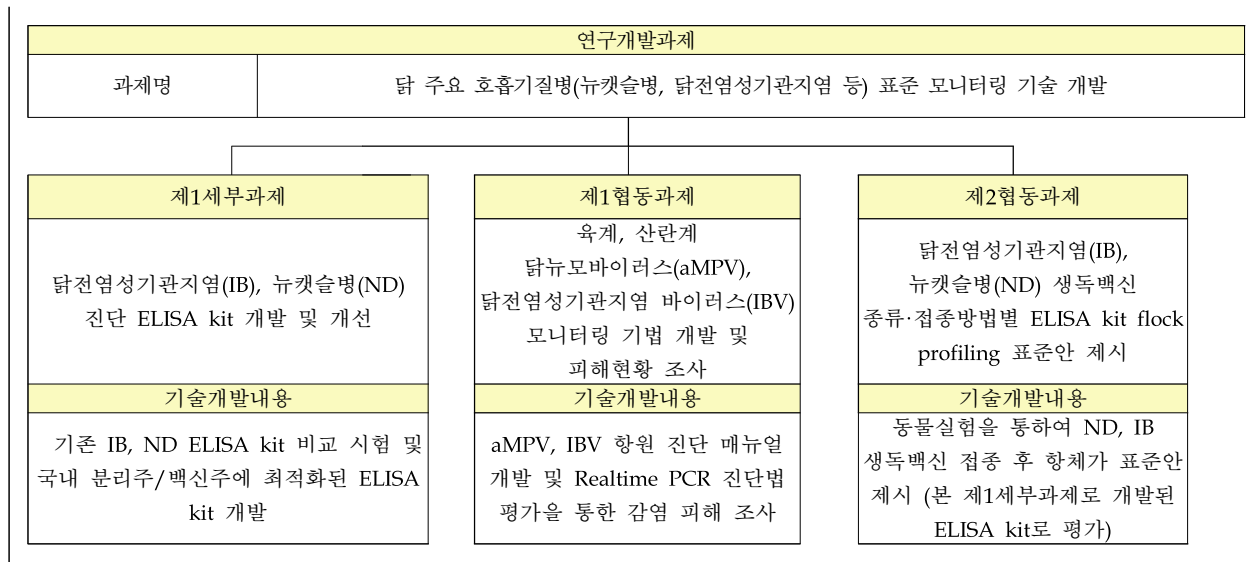 연구개발과제
과제명
닭 주요 호흡기질병(뉴캣슬병, 닭전염성기관지염 등) 표준 모니터링 기술 개발
제1세부과제
닭전염성기관지염(IB), 뉴캣슬병(ND)
진단 ELISA kit 개발 및 개선
기술개발내용
기존 IB, ND ELISA kit 비교 시험 및
국내 분리주/백신주에 최적화된 ELISA
kit 개발
제1협동과제
육계, 산란계
닭뉴모바이러스(aMPV),
닭전염성기관지염 바이러스(IBV)
모니터링 기법 개발 및
피해현황 조사
기술개발내용
aMPV, IBV 항원 진단 매뉴얼
개발 및 Realtime PCR 진단법
평가을 통한 감염 피해 조사
제2협동과제
닭전염성기관지염(IB),
뉴캣슬병(ND) 생독백신
종류·접종방법별 ELISA kit flock
profiling 표준안 제시
기술개발내용
동물실험을 통하여 ND, IB
생독백신 접종 후 항체가 표준안
제시 (본 제1세부과제로 개발된
ELISA kit로 평가)